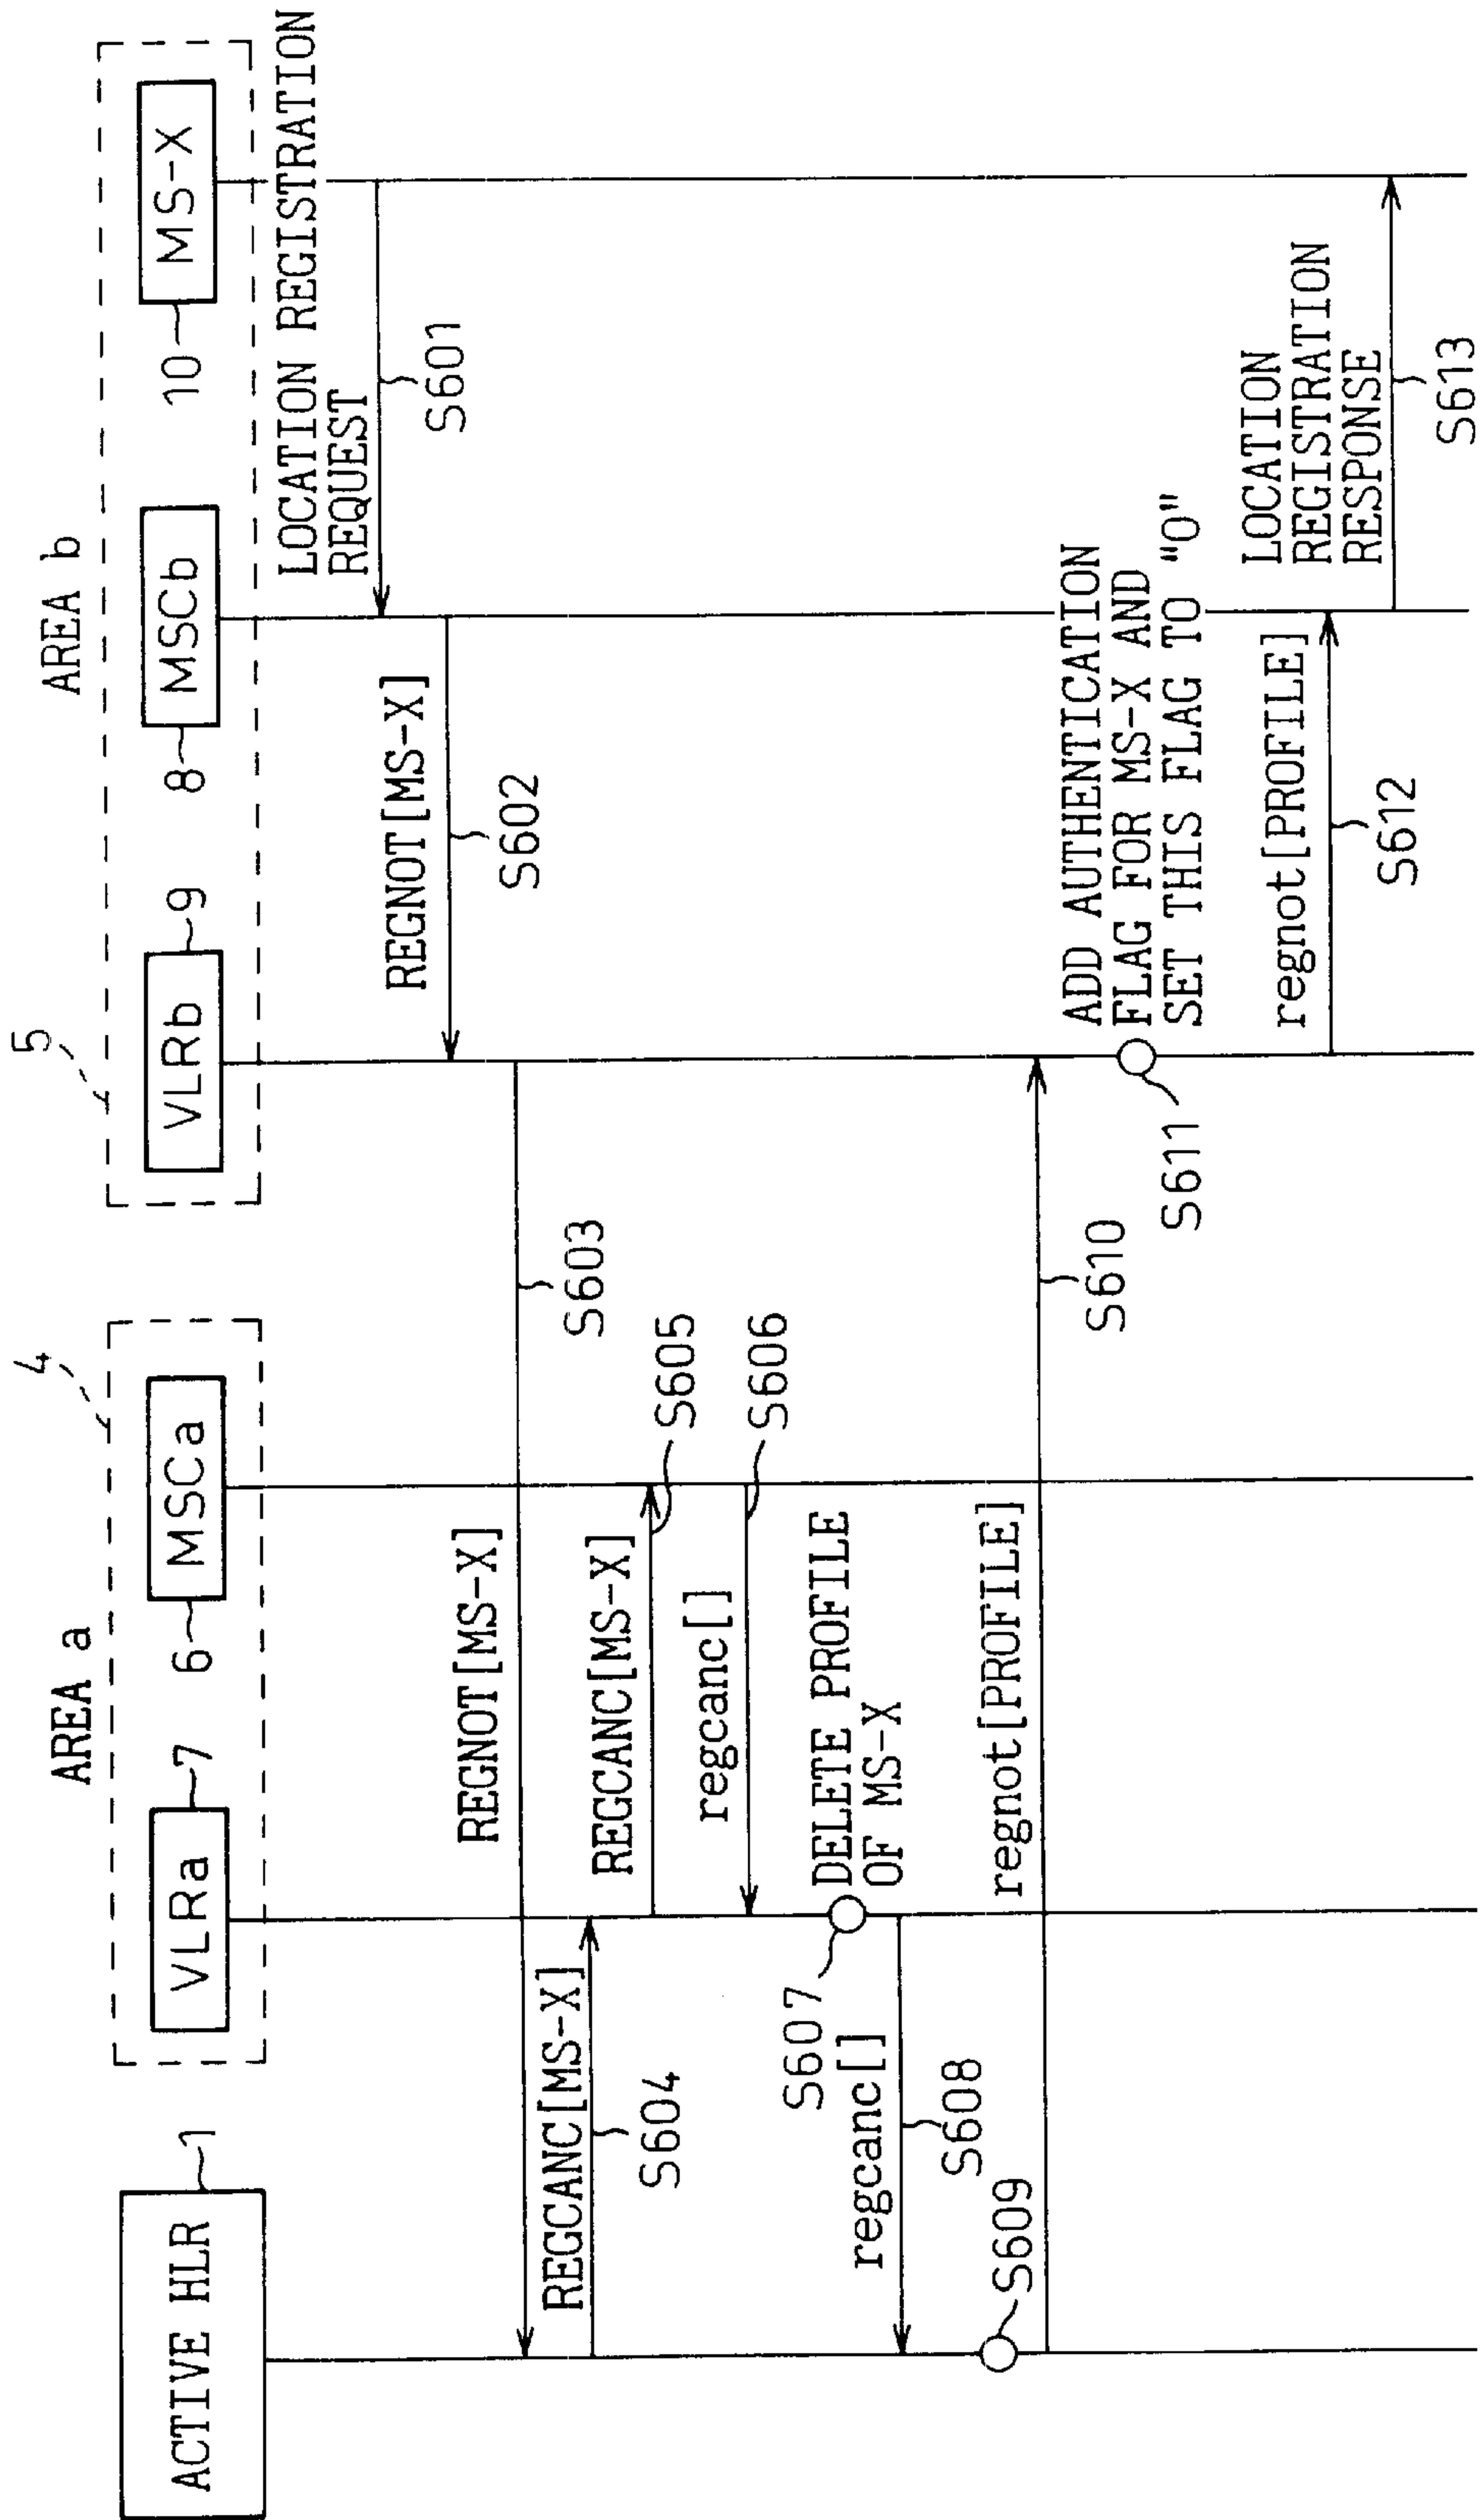 AREA a
AREA b
4
5
ACTIVE HLR
1
VLRa
7
MSCa
6
VLRb
9
MSCb
8
MS-X
10
LOCATION REGISTRATION
REQUEST
S601
REGNOT[MS-X]
S602
REGNOT[MS-X]
S603
REGCANC[MS-X]
S604
REGCANC[MS-X]
S605
regcanc[]
S606
DELETE PROFILE
OF MS-X
S607
regcanc[]
S608
S609
regnot[PROFILE]
S610
ADD AUTHENTICATION
FLAG FOR MS-X AND
SET THIS FLAG TO "0"
S611
regnot[PROFILE]
S612
LOCATION
REGISTRATION
RESPONSE
S613